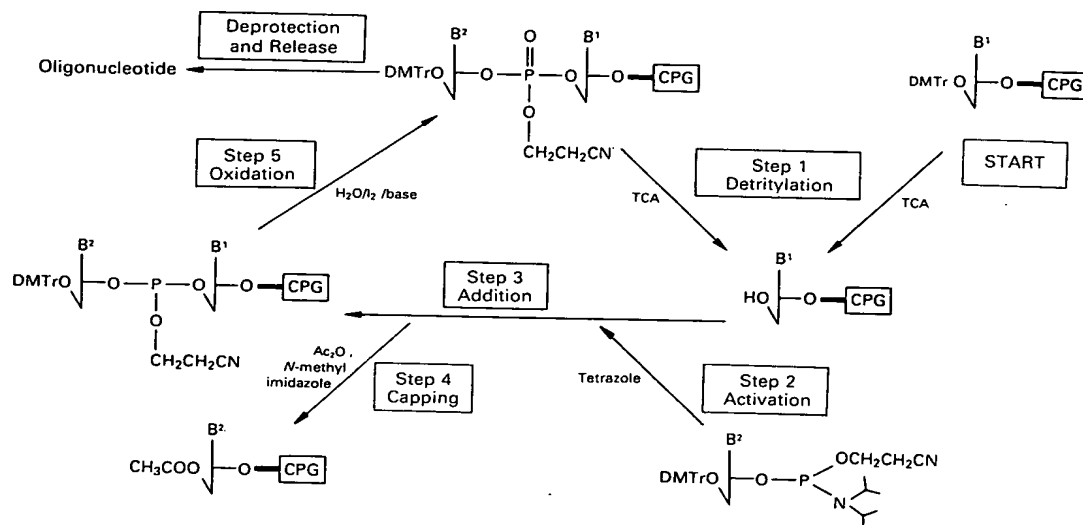 Deprotection
and Release
Oligonucleotide
B²
O
B¹
DMTrO
O
P
O
O
CPG
O
CH₂CH₂CN
B¹
DMTrO
O
CPG
START
Step 1
Detritylation
TCA
TCA
Step 5
Oxidation
H₂O/I₂ /base
B²
B¹
DMTrO
O
P
O
O
CPG
O
CH₂CH₂CN
Step 3
Addition
B¹
HO
O
CPG
Ac₂O ,
N-methyl
imidazole
Step 4
Capping
Tetrazole
Step 2
Activation
B²
CH₃COO
O
CPG
B²
DMTrO
O
P
OCH₂CH₂CN
N